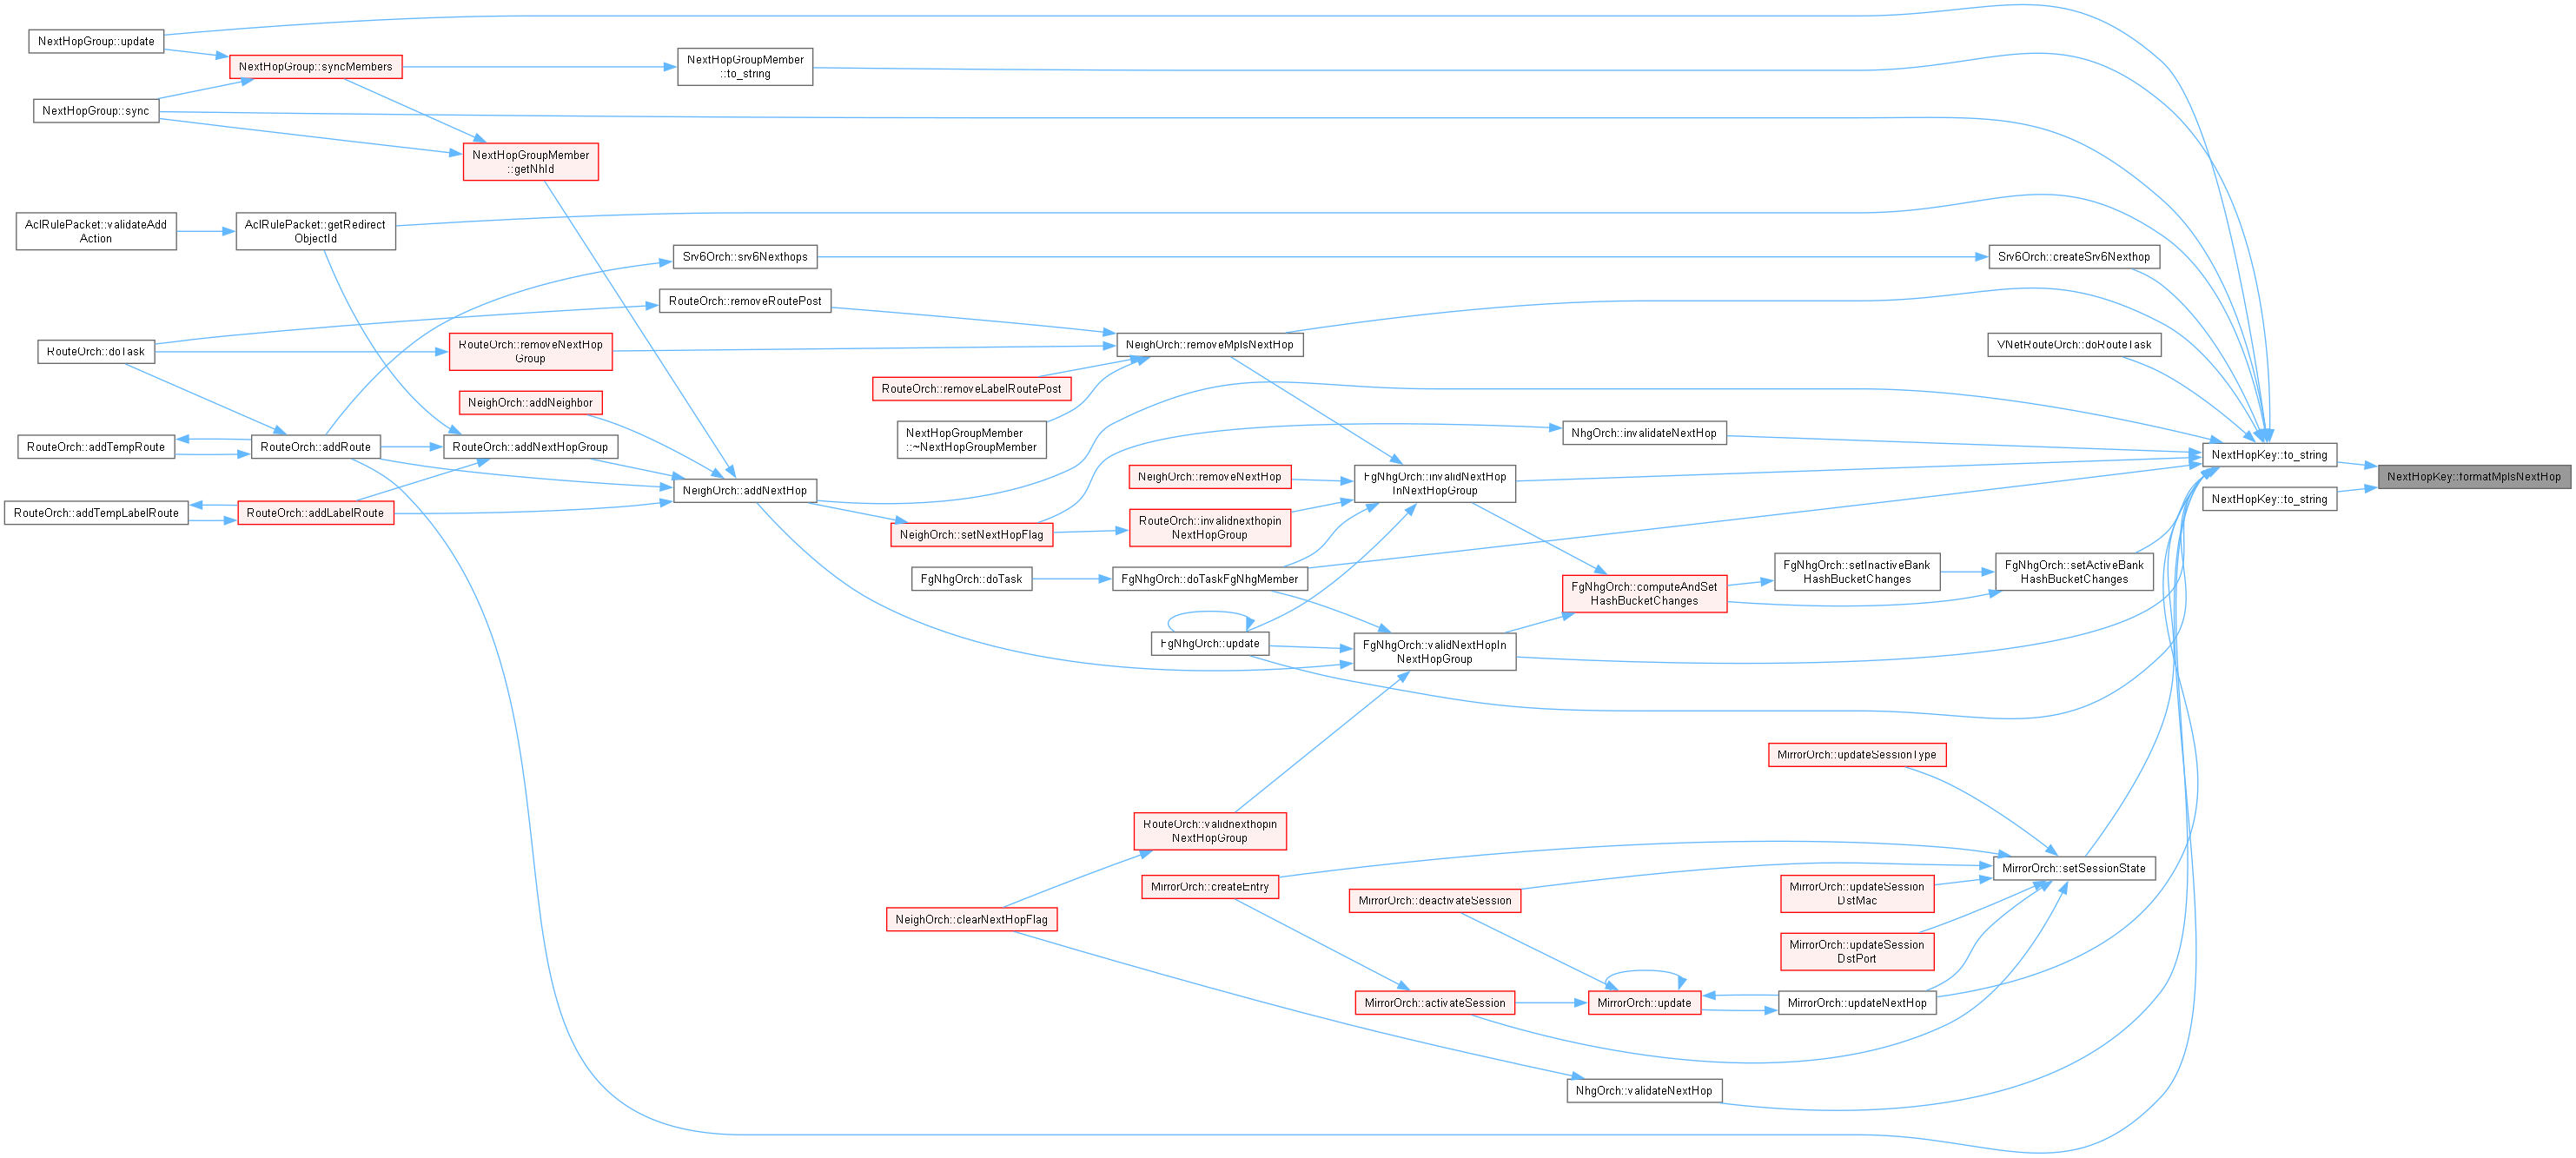 NextHopGroup::update
NextHopGroup::syncMembers
NextHopGroupMember
::to_string
NextHopGroup::sync
NextHopGroupMember
::getNhId
AclRulePacket::validateAdd
Action
AclRulePacket::getRedirect
ObjectId
Srv6Orch::srv6Nexthops
Srv6Orch::createSrv6Nexthop
RouteOrch::removeRoutePost
RouteOrch::doTask
RouteOrch::removeNextHop
Group
NeighOrch::removeMplsNextHop
VNetRouteOrch::doRouteTask
RouteOrch::removeLabelRoutePost
NeighOrch::addNeighbor
NextHopGroupMember
::~NextHopGroupMember
NhgOrch::invalidateNextHop
RouteOrch::addTempRoute
RouteOrch::addRoute
RouteOrch::addNextHopGroup
NextHopKey::to_string
NextHopKey::formatMplsNextHop
NeighOrch::removeNextHop
FgNhgOrch::invalidNextHop
InNextHopGroup
NeighOrch::addNextHop
NextHopKey::to_string
RouteOrch::addTempLabelRoute
RouteOrch::addLabelRoute
NeighOrch::setNextHopFlag
RouteOrch::invalidnexthopin
NextHopGroup
FgNhgOrch::doTask
FgNhgOrch::doTaskFgNhgMember
FgNhgOrch::computeAndSet
HashBucketChanges
FgNhgOrch::setInactiveBank
HashBucketChanges
FgNhgOrch::setActiveBank
HashBucketChanges
FgNhgOrch::update
FgNhgOrch::validNextHopIn
NextHopGroup
MirrorOrch::updateSessionType
RouteOrch::validnexthopin
NextHopGroup
MirrorOrch::setSessionState
MirrorOrch::createEntry
MirrorOrch::deactivateSession
MirrorOrch::updateSession
DstMac
NeighOrch::clearNextHopFlag
MirrorOrch::updateSession
DstPort
MirrorOrch::activateSession
MirrorOrch::update
MirrorOrch::updateNextHop
NhgOrch::validateNextHop